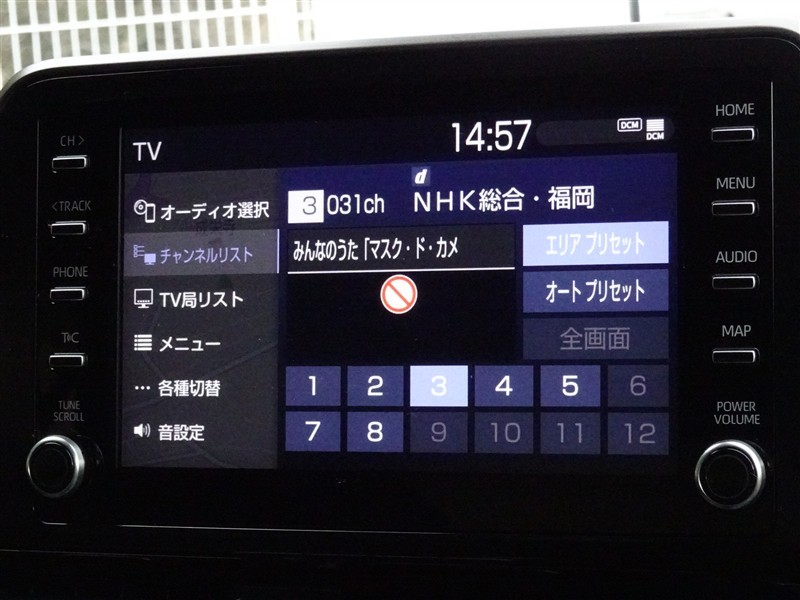 CH >
< TRACK
PHONE
T@C
TUNE
SCROLL
TV
14:57
DCM
DCM
オーディオ選択
チャンネルリスト
TV局リスト
メニュー
各種切替
音設定
d
3 031ch NHK総合・福岡
みんなのうた「マスク・ド・カメ
エリア プリセット
オート プリセット
全画面
1 2 3 4 5 6
7 8 9 10 11 12
HOME
MENU
AUDIO
MAP
POWER
VOLUME